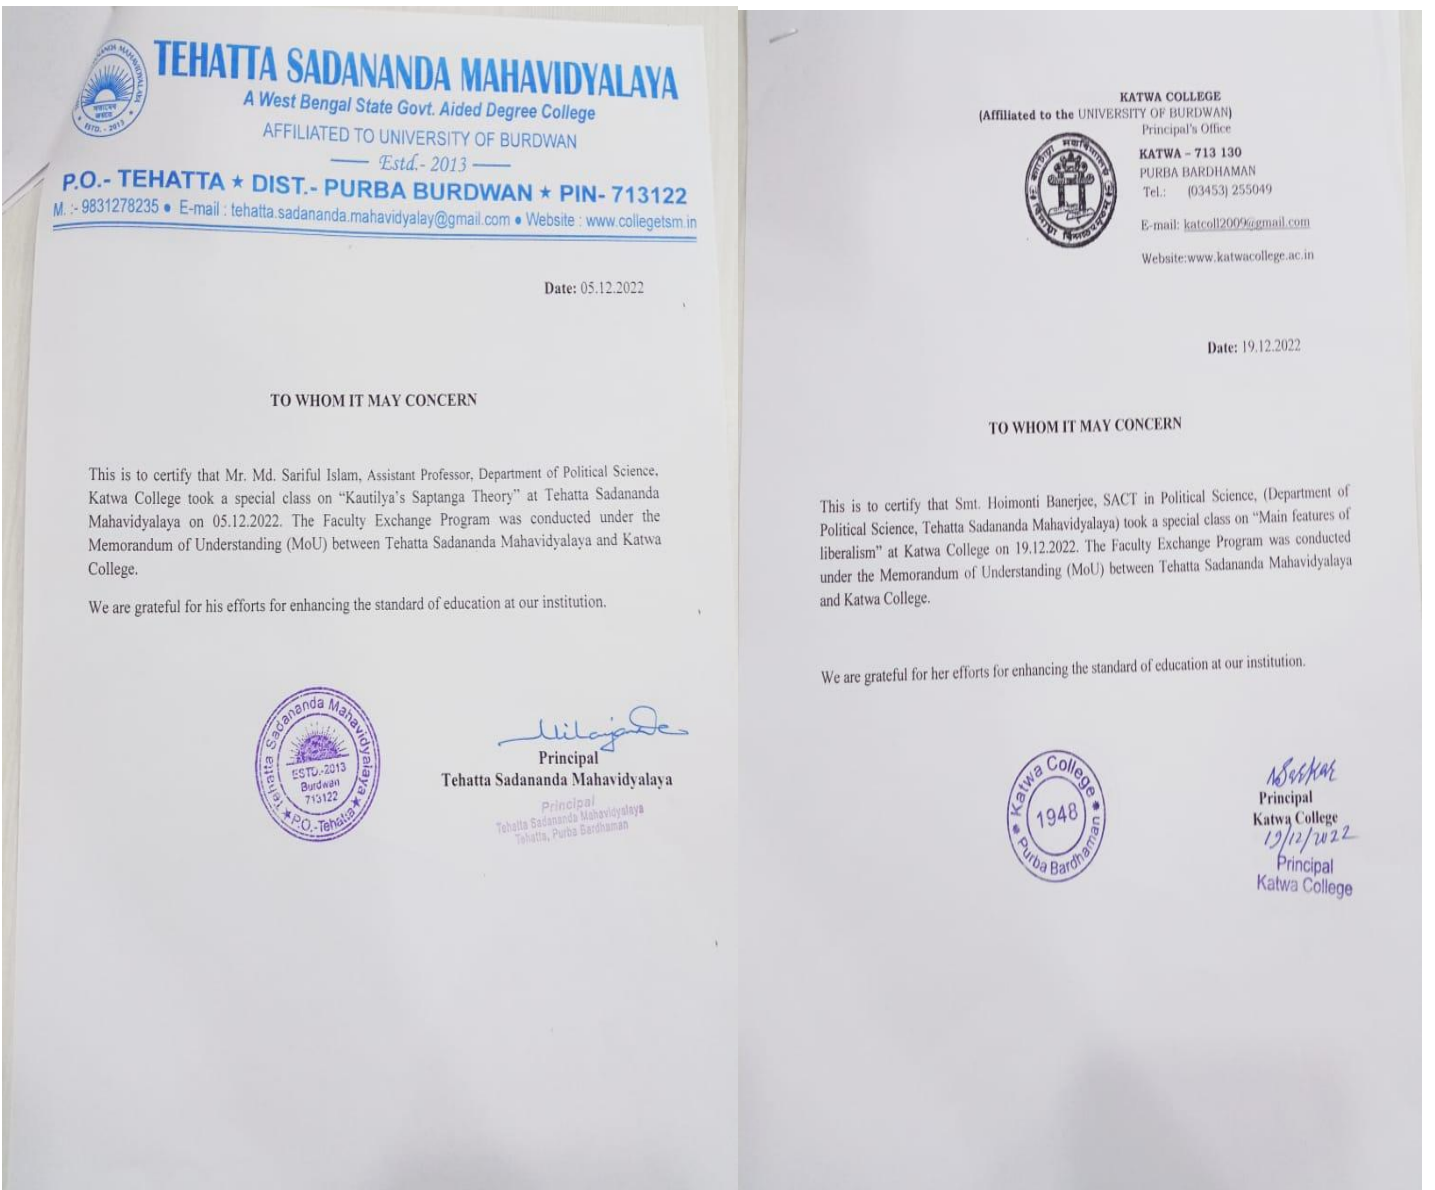 TEHATTA SADANANDA MAHAVIDYALAYA
A West Bengal State Govt. Aided Degree College
AFFILIATED TO UNIVERSITY OF BURDWAN
Estd.- 2013
P.O.- TEHATTA ★ DIST.- PURBA BURDWAN ★ PIN- 713122
M. :- 9831278235 ● E-mail : tehatta.sadananda.mahavidyalay@gmail.com ● Website : www.collegetsm.in
ESTD. - 2013
Date: 05.12.2022
TO WHOM IT MAY CONCERN
This is to certify that Mr. Md. Sariful Islam, Assistant Professor, Department of Political Science,
Katwa College took a special class on “Kautilya’s Saptanga Theory” at Tehatta Sadananda
Mahavidyalaya on 05.12.2022. The Faculty Exchange Program was conducted under the
Memorandum of Understanding (MoU) between Tehatta Sadananda Mahavidyalaya and Katwa
College.
We are grateful for his efforts for enhancing the standard of education at our institution.
Tehatta Sadananda Mahavidyalaya
ESTD.-2013
Burdwan
713122
★ P.O.-Tehatta ★
Principal
Tehatta Sadananda Mahavidyalaya
Principal
Tehatta Sadananda Mahavidyalaya
Tehatta, Purba Bardhaman
KATWA COLLEGE
(Affiliated to the UNIVERSITY OF BURDWAN)
Principal's Office
KATWA – 713 130
PURBA BARDHAMAN
Tel.: (03453) 255049
E-mail: katcoll2009@gmail.com
Website:www.katwacollege.ac.in
Date: 19.12.2022
TO WHOM IT MAY CONCERN
This is to certify that Smt. Hoimonti Banerjee, SACT in Political Science, (Department of
Political Science, Tehatta Sadananda Mahavidyalaya) took a special class on “Main features of
liberalism” at Katwa College on 19.12.2022. The Faculty Exchange Program was conducted
under the Memorandum of Understanding (MoU) between Tehatta Sadananda Mahavidyalaya
and Katwa College.
We are grateful for her efforts for enhancing the standard of education at our institution.
Katwa College
1948
Purba Bardhaman
NSarkar
Principal
Katwa College
19/12/2022
Principal
Katwa College